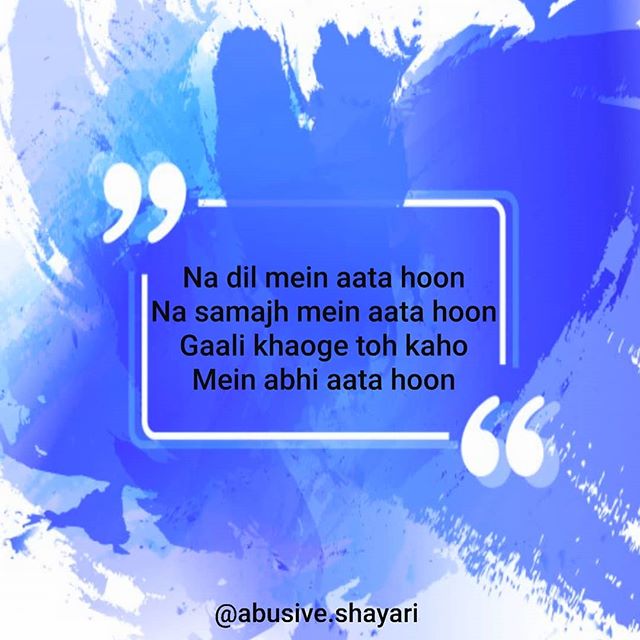 Na dil mein aata hoon
Na samajh mein aata hoon
Gaali khaoge toh kaho
Mein abhi aata hoon
@abusive.shayari